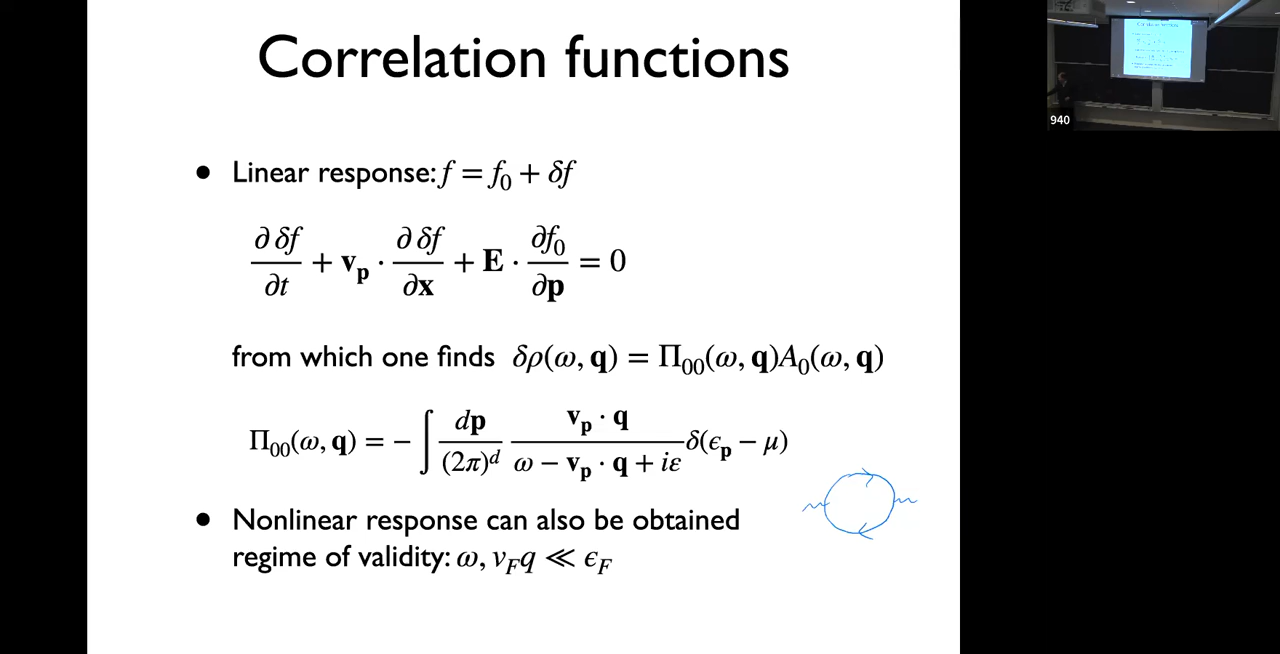 Correlation functions
• Linear response: f = f₀ + δf
∂ δf/∂t + v_p · ∂ δf/∂x + E · ∂f₀/∂p = 0
from which one finds δρ(ω, q) = Π₀₀(ω, q)A₀(ω, q)
Π₀₀(ω, q) = − ∫ dp/(2π)^d (v_p · q)/(ω − v_p · q + iε) δ(ϵ_p − μ)
• Nonlinear response can also be obtained
regime of validity: ω, v_F q ≪ ϵ_F
940